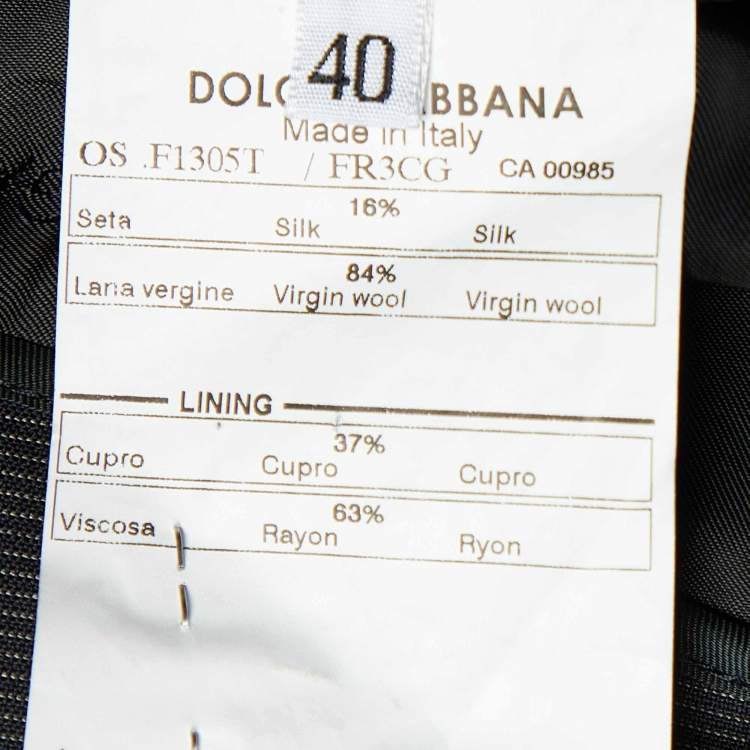 40
DOL BBANA
Made in Italy
OS .F1305T / FR3CG CA 00985
16%
Seta Silk Silk
84%
Lana vergine Virgin wool Virgin wool
LINING
37%
Cupro Cupro Cupro
63%
Viscosa Rayon Ryon